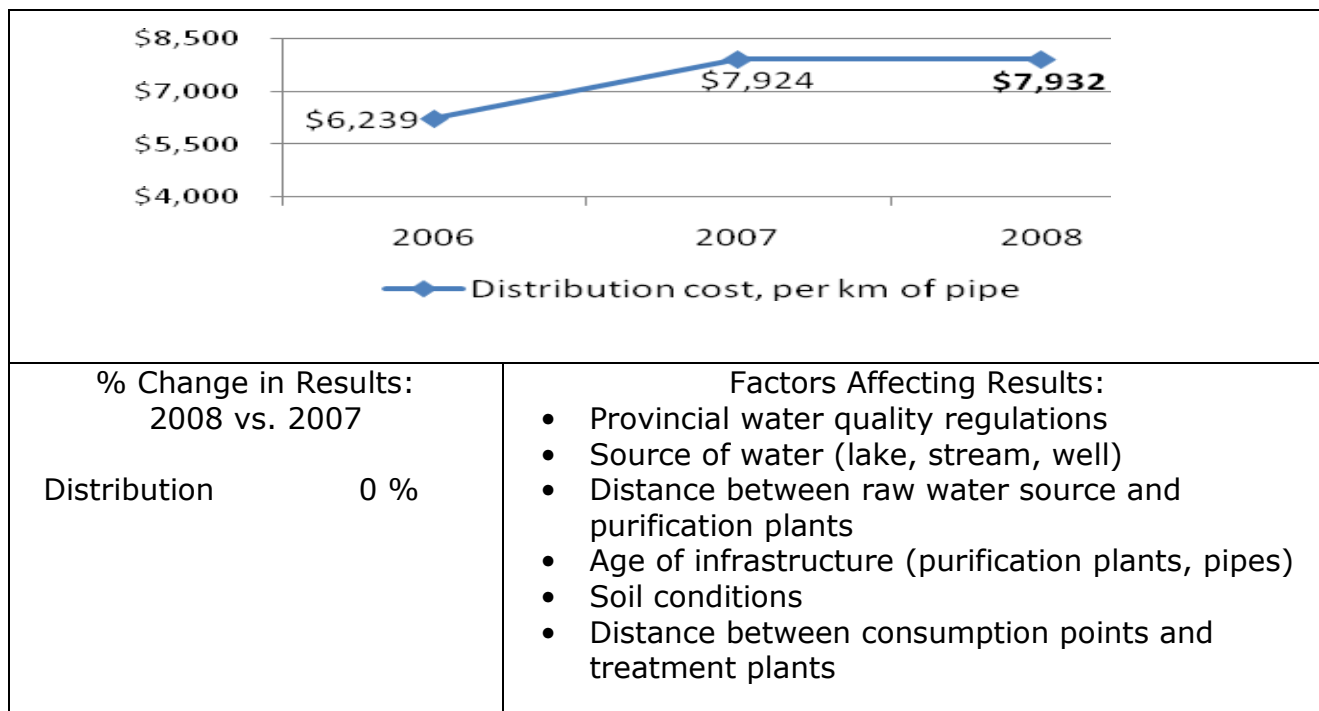 $8,500
$7,000
$5,500
$4,000
$6,239
$7,924
$7,932
2006 2007 2008
Distribution cost, per km of pipe
% Change in Results:
2008 vs. 2007
Distribution 0 %
Factors Affecting Results:
• Provincial water quality regulations
• Source of water (lake, stream, well)
• Distance between raw water source and
purification plants
• Age of infrastructure (purification plants, pipes)
• Soil conditions
• Distance between consumption points and
treatment plants